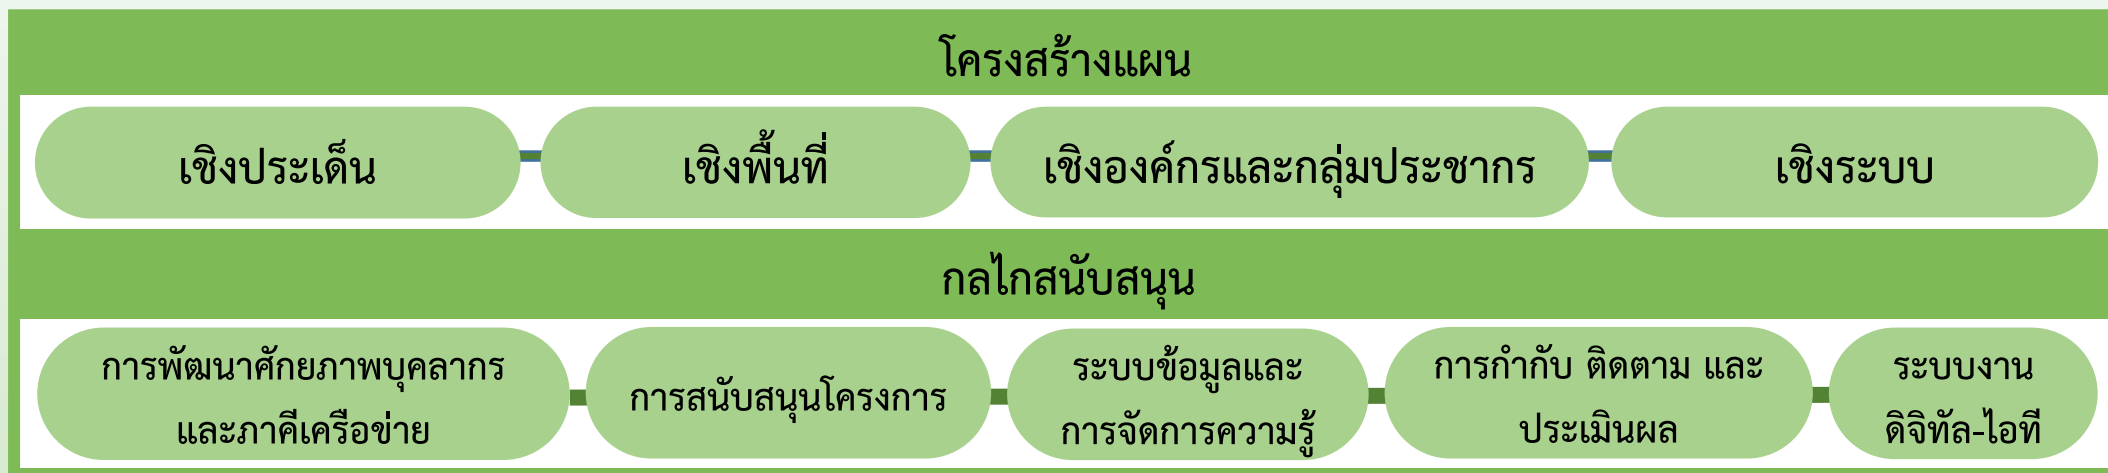 โครงสร้างแผน
เชิงประเด็น
เชิงพื้นที่
เชิงองค์กรและกลุ่มประชากร
เชิงระบบ
กลไกสนับสนุน
การพัฒนาศักยภาพบุคลากร
และภาคีเครือข่าย
การสนับสนุนโครงการ
ระบบข้อมูลและ
การจัดการความรู้
การกำกับ ติดตาม และ
ประเมินผล
ระบบงาน
ดิจิทัล-ไอที